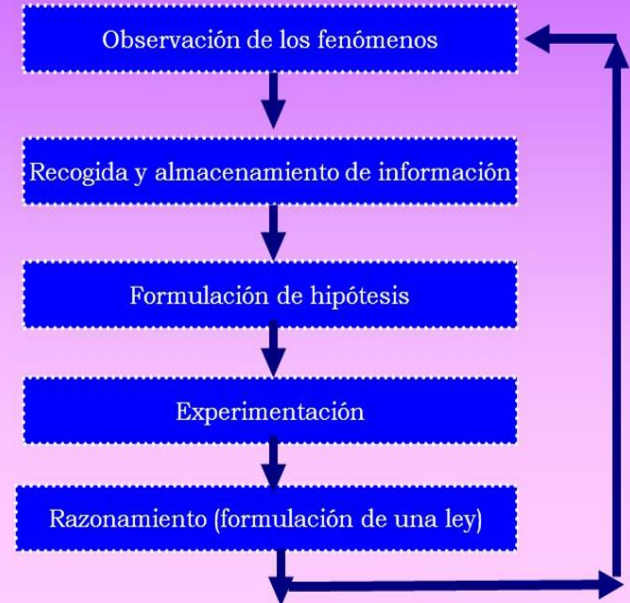 Observación de los fenómenos
Recogida y almacenamiento de información
Formulación de hipótesis
Experimentación
Razonamiento (formulación de una ley)